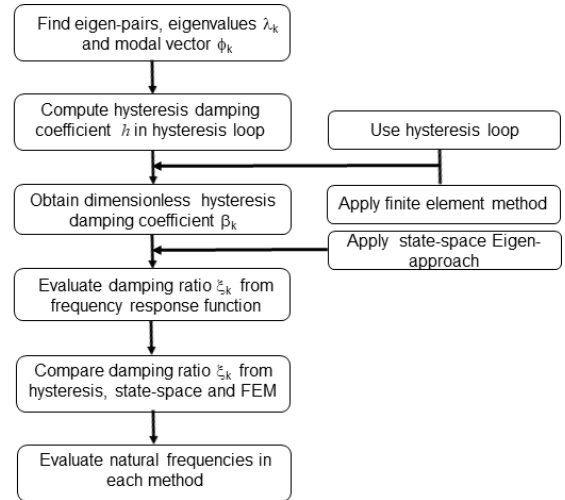 Find eigen-pairs, eigenvalues λk
and modal vector ϕk
Compute hysteresis damping
coefficient h in hysteresis loop
Use hysteresis loop
Obtain dimensionless hysteresis
damping coefficient βk
Apply finite element method
Apply state-space Eigen-
approach
Evaluate damping ratio ξk from
frequency response function
Compare damping ratio ξk from
hysteresis, state-space and FEM
Evaluate natural frequencies in
each method